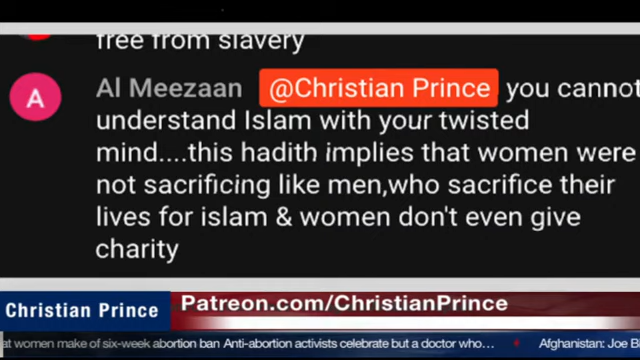 free from slavery
A
Al Meezaan @Christian Prince you cannot
understand Islam with your twisted
mind....this hadith implies that women were
not sacrificing like men,who sacrifice their
lives for islam & women don't even give
charity
Christian Prince Patreon.com/ChristianPrince
at women make of six-week abortion ban Anti-abortion activists celebrate but a doctor who... Afghanistan: Joe B